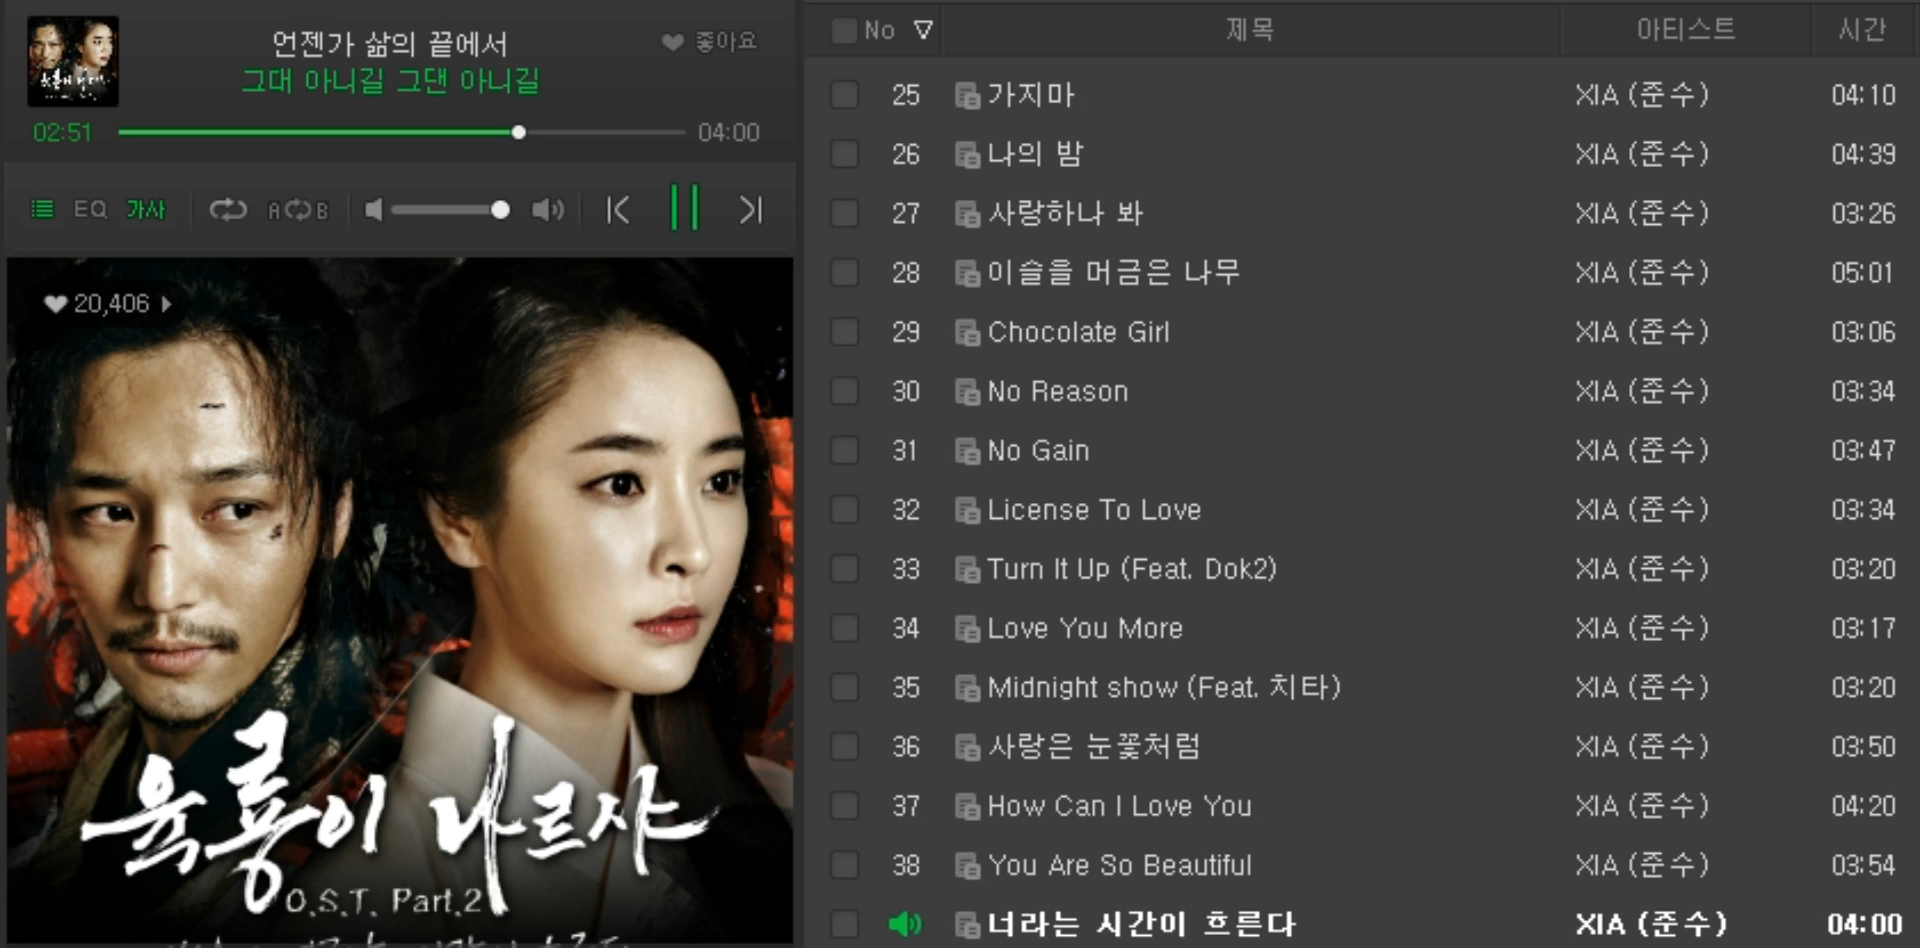 언젠가 삶의 끝에서
좋아요
그대 아니길 그댄 아니길
02:51
04:00
EQ 가사
A B
20,406
육룡이 나르샤
O.S.T. Part.2
No 제목 아티스트 시간
25 가지마 XIA (준수) 04:10
26 나의 밤 XIA (준수) 04:39
27 사랑하나 봐 XIA (준수) 03:26
28 이슬을 머금은 나무 XIA (준수) 05:01
29 Chocolate Girl XIA (준수) 03:06
30 No Reason XIA (준수) 03:34
31 No Gain XIA (준수) 03:47
32 License To Love XIA (준수) 03:34
33 Turn It Up (Feat. Dok2) XIA (준수) 03:20
34 Love You More XIA (준수) 03:17
35 Midnight show (Feat. 치타) XIA (준수) 03:20
36 사랑은 눈꽃처럼 XIA (준수) 03:50
37 How Can I Love You XIA (준수) 04:20
38 You Are So Beautiful XIA (준수) 03:54
너라는 시간이 흐른다 XIA (준수) 04:00